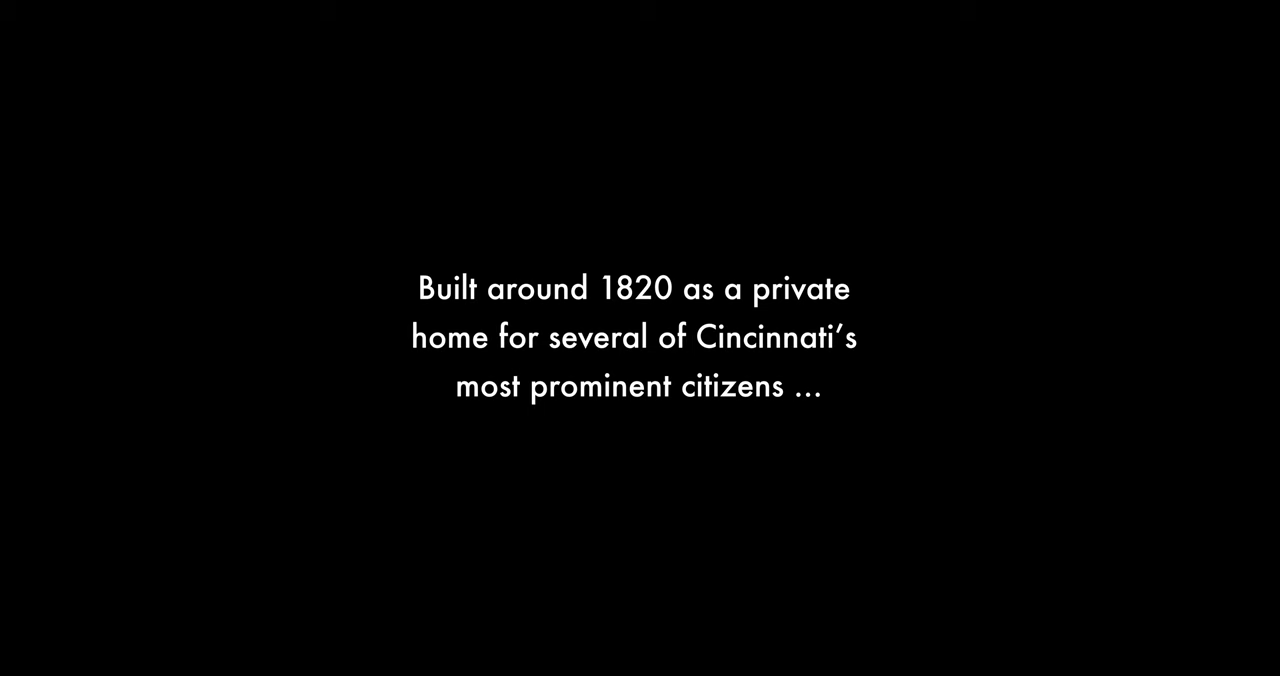 Built around 1820 as a private
home for several of Cincinnati’s
most prominent citizens ...